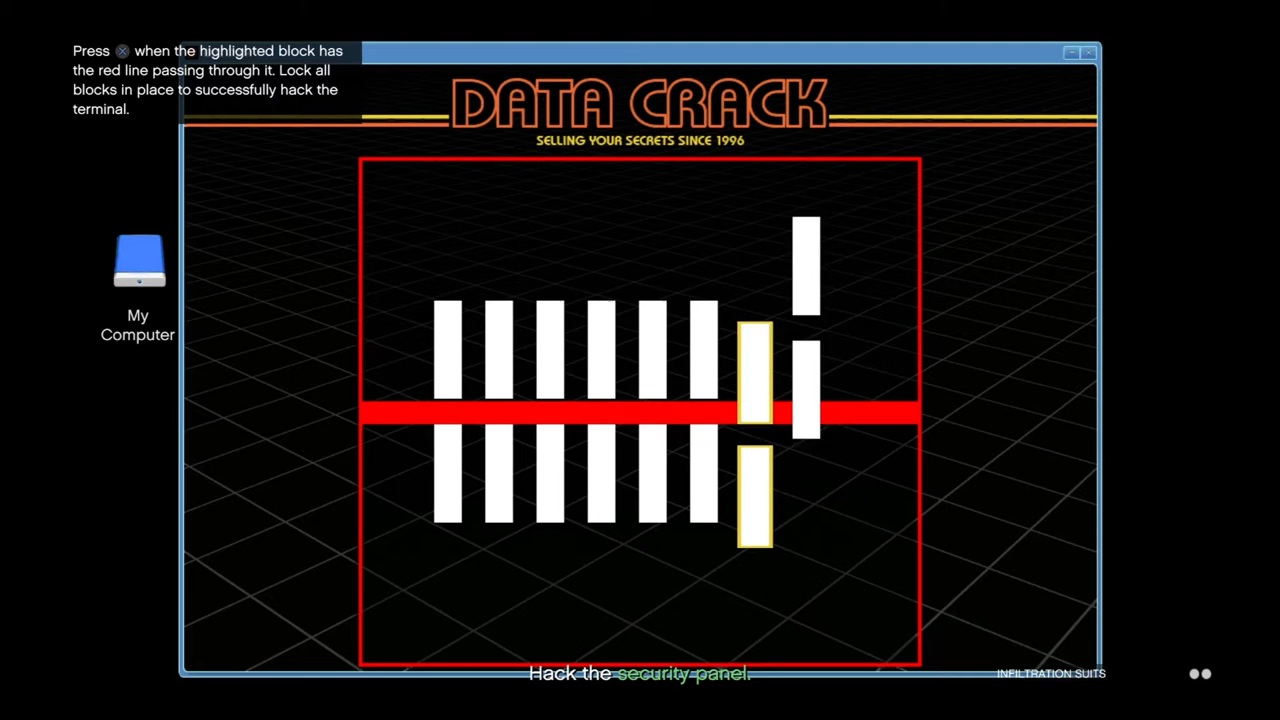 Press ⓧ when the highlighted block has
the red line passing through it. Lock all
blocks in place to successfully hack the
terminal.
DATA CRACK
SELLING YOUR SECRETS SINCE 1996
My
Computer
Hack the security panel.
INFILTRATION SUITS